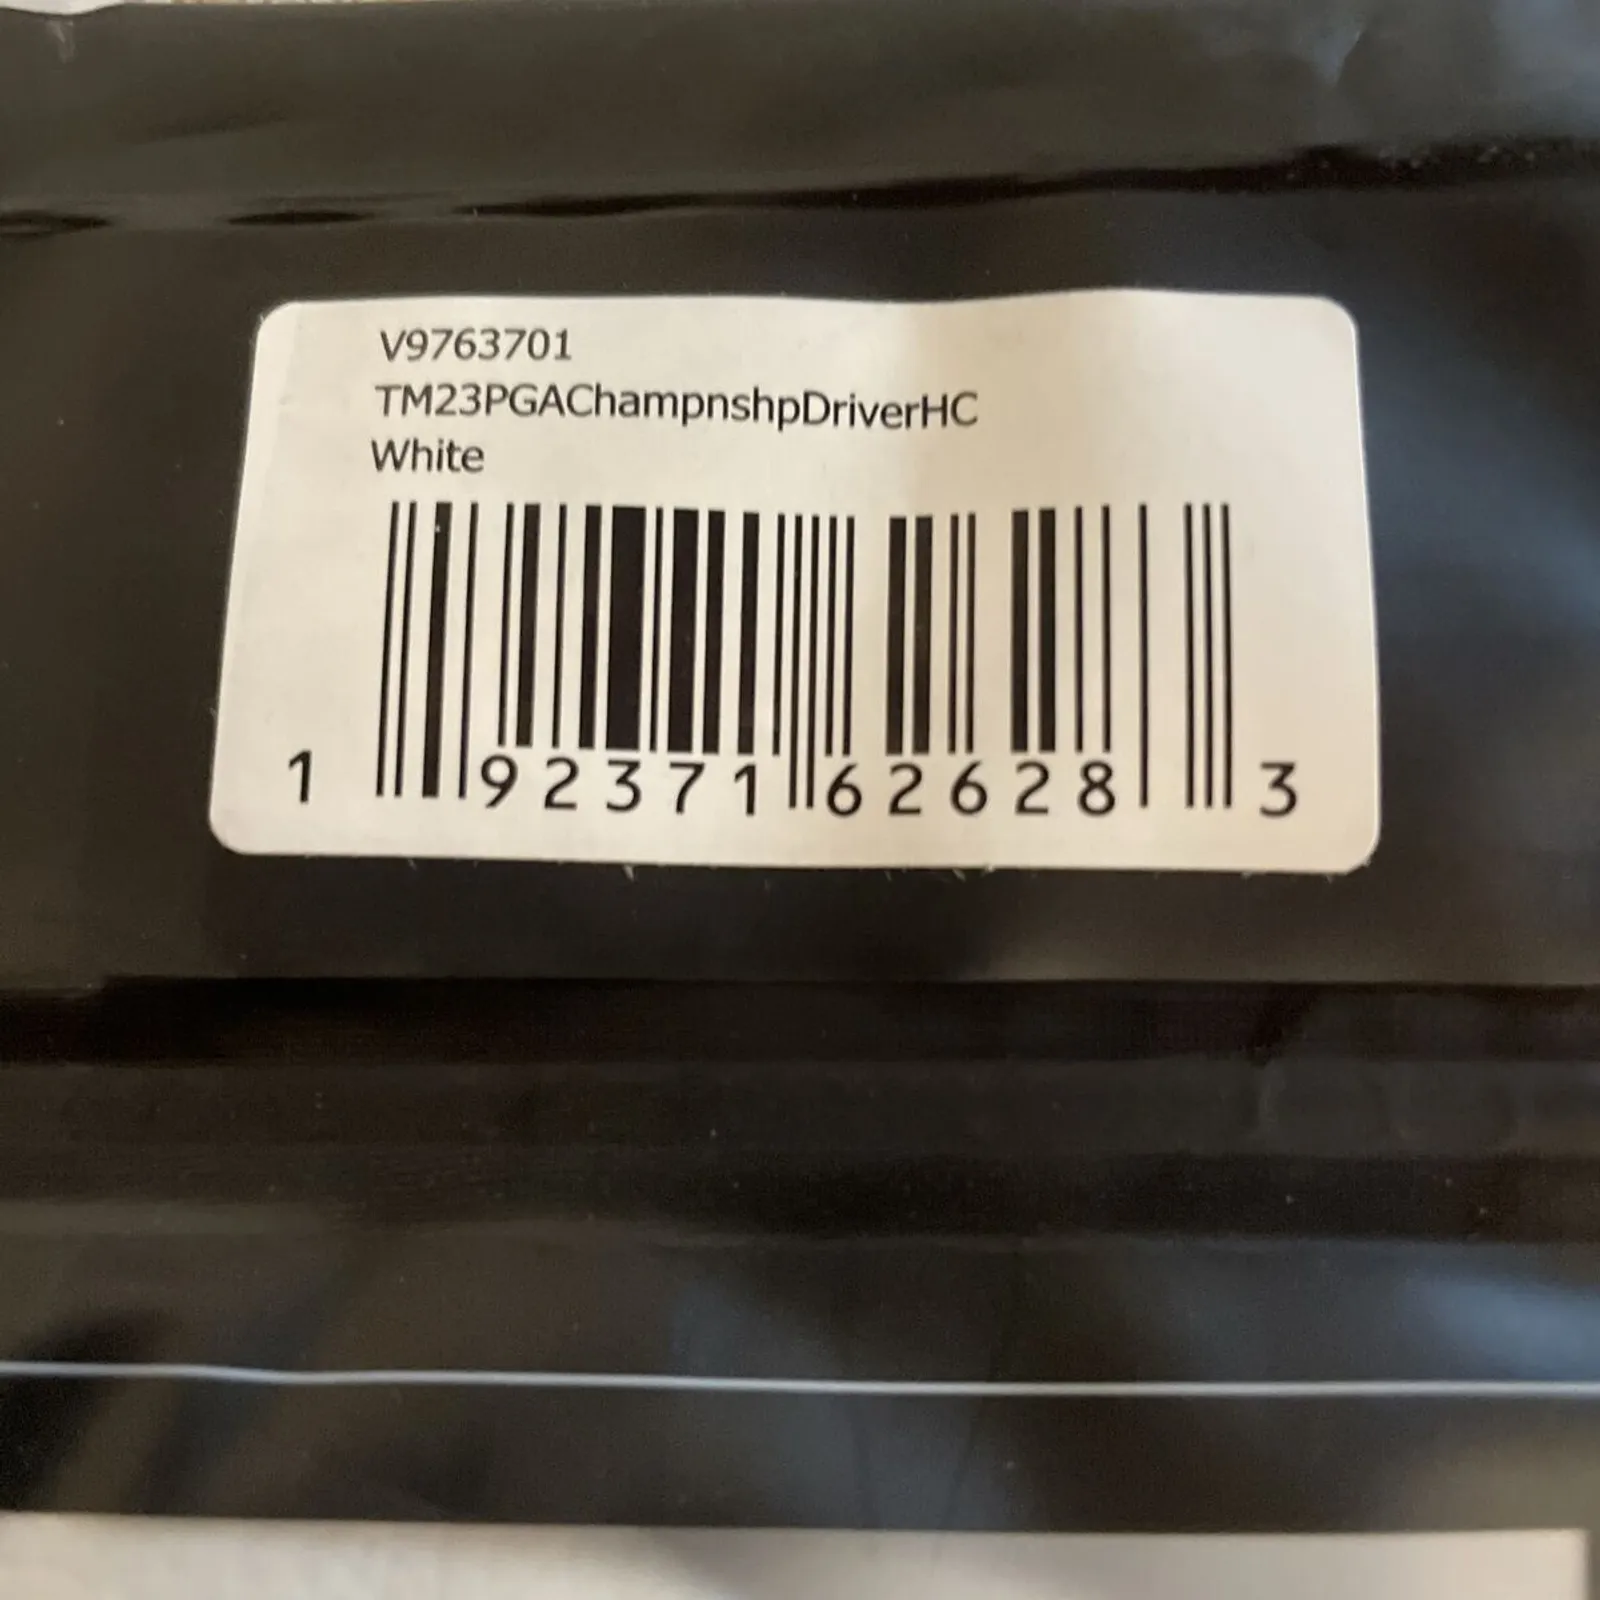 V9763701
TM23PGAChampnshpDriverHC
White
1 92371 62628 3